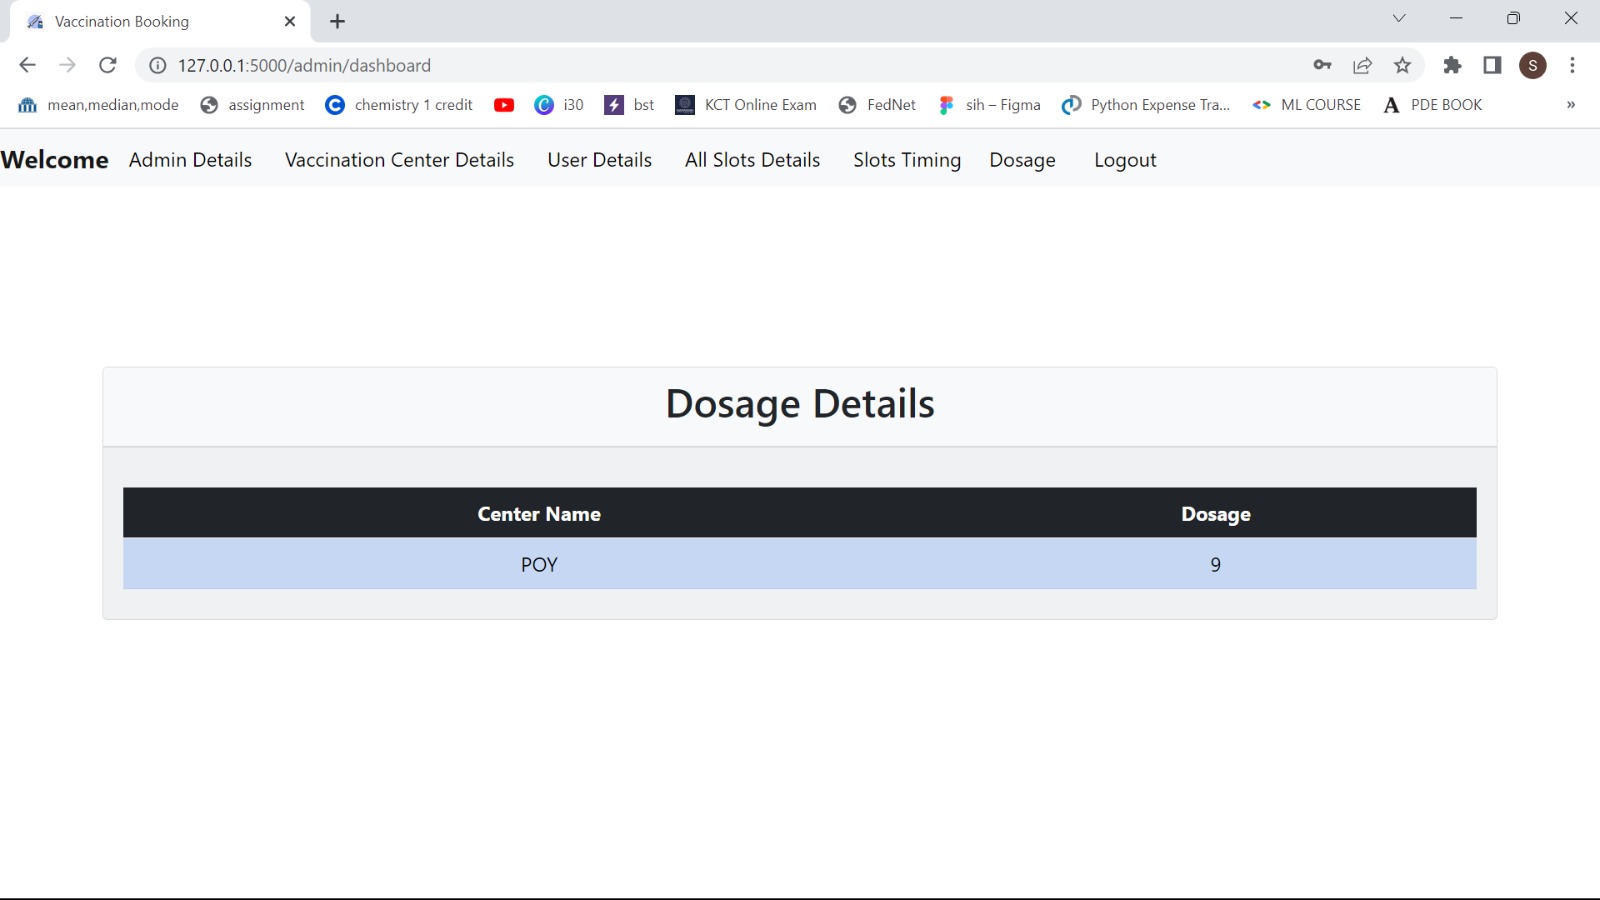 Vaccination Booking
127.0.0.1:5000/admin/dashboard
S
mean,median,mode assignment chemistry 1 credit i30 bst KCT Online Exam FedNet sih – Figma Python Expense Tra... ML COURSE PDE BOOK »
Welcome Admin Details Vaccination Center Details User Details All Slots Details Slots Timing Dosage Logout
Dosage Details
Center Name Dosage
POY 9